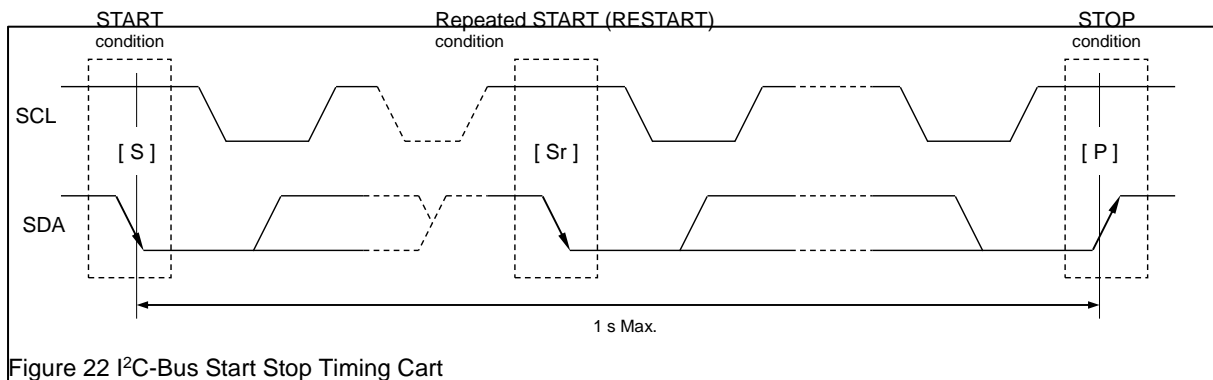 START Repeated START (RESTART) STOP
condition condition condition
SCL
[ S ] [ Sr ] [ P ]
SDA
1 s Max.
Figure 22 I²C-Bus Start Stop Timing Cart